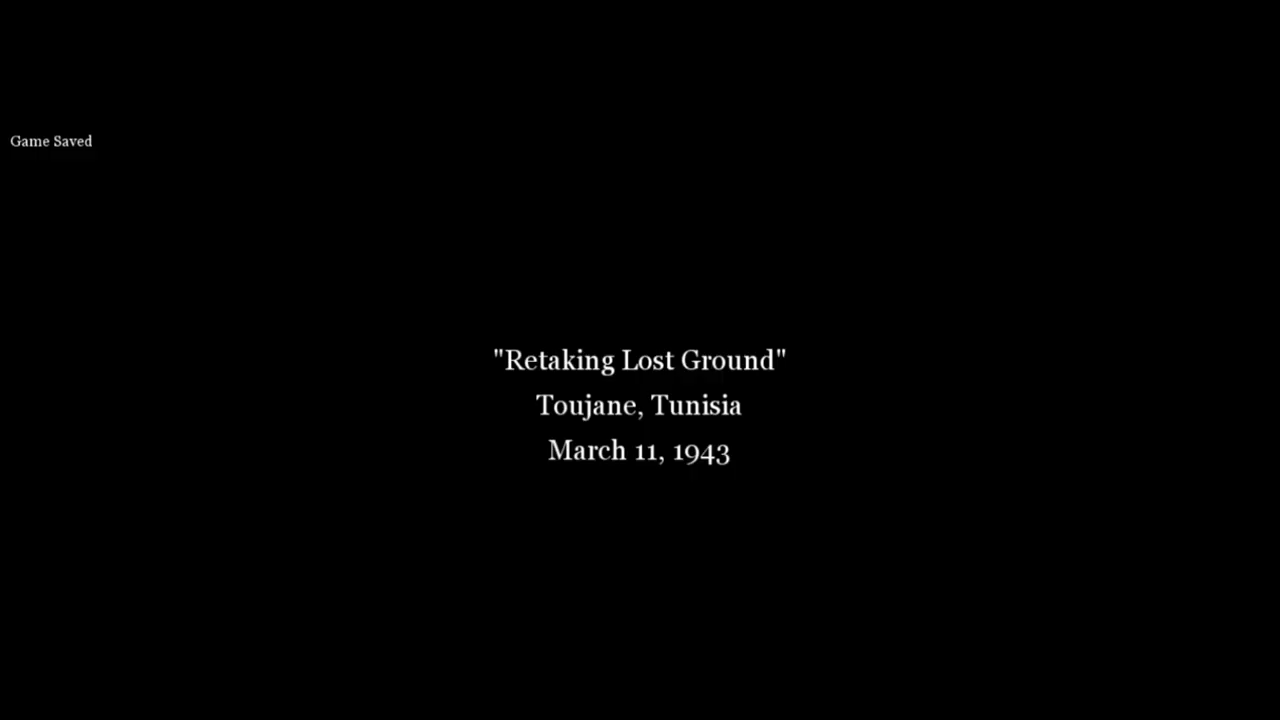 Game Saved
"Retaking Lost Ground"
Toujane, Tunisia
March 11, 1943